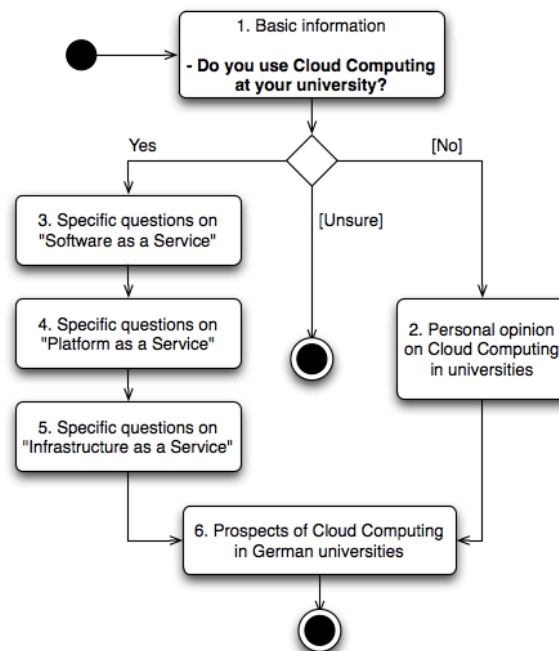 1. Basic information
- Do you use Cloud Computing
at your university?
Yes
[No]
[Unsure]
3. Specific questions on
"Software as a Service"
4. Specific questions on
"Platform as a Service"
2. Personal opinion
on Cloud Computing
in universities
5. Specific questions on
"Infrastructure as a Service"
6. Prospects of Cloud Computing
in German universities